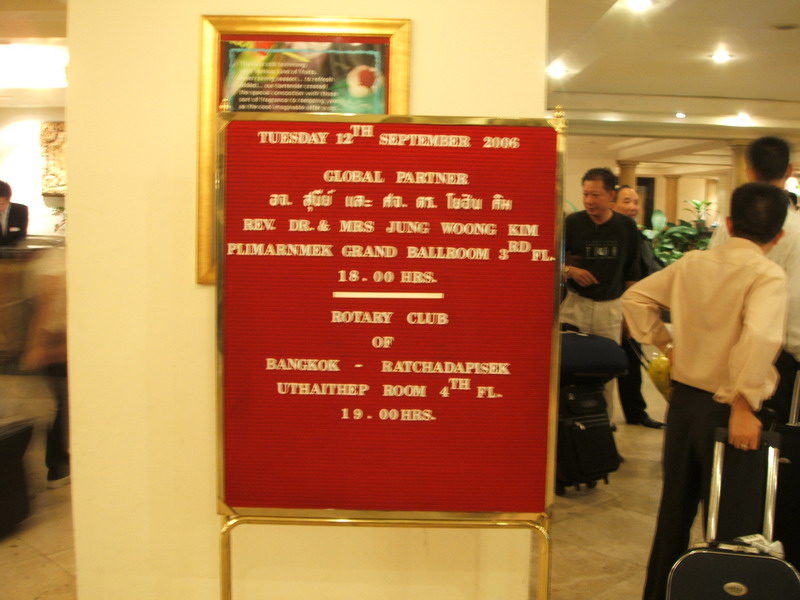 TUESDAY 12TH SEPTEMBER 2006
GLOBAL PARTNER
อจ. สุนีย์ และ ศจ. ดร. โยฮัน คิม
REV. DR. & MRS JUNG WOONG KIM
PLIMARNMEK GRAND BALLROOM 3RD FL.
18.00 HRS.
ROTARY CLUB
OF
BANGKOK - RATCHADAPISEK
UTHAITHEP ROOM 4TH FL.
19.00 HRS.